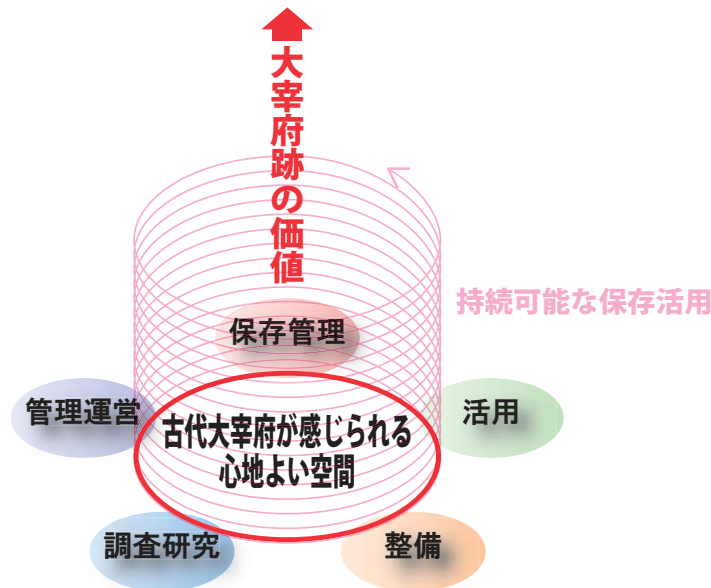 大宰府跡の価値
持続可能な保存活用
保存管理
管理運営
活用
古代大宰府が感じられる
心地よい空間
調査研究
整備